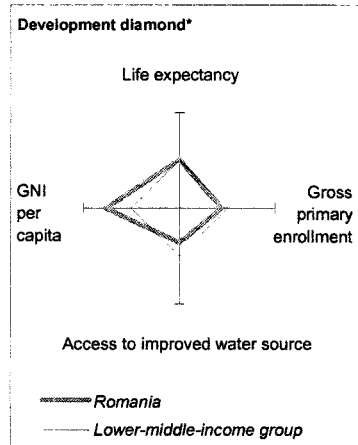 Development diamond*
Life expectancy
GNI
per
capita
Gross
primary
enrollment
Access to improved water source
Romania
Lower-middle-income group